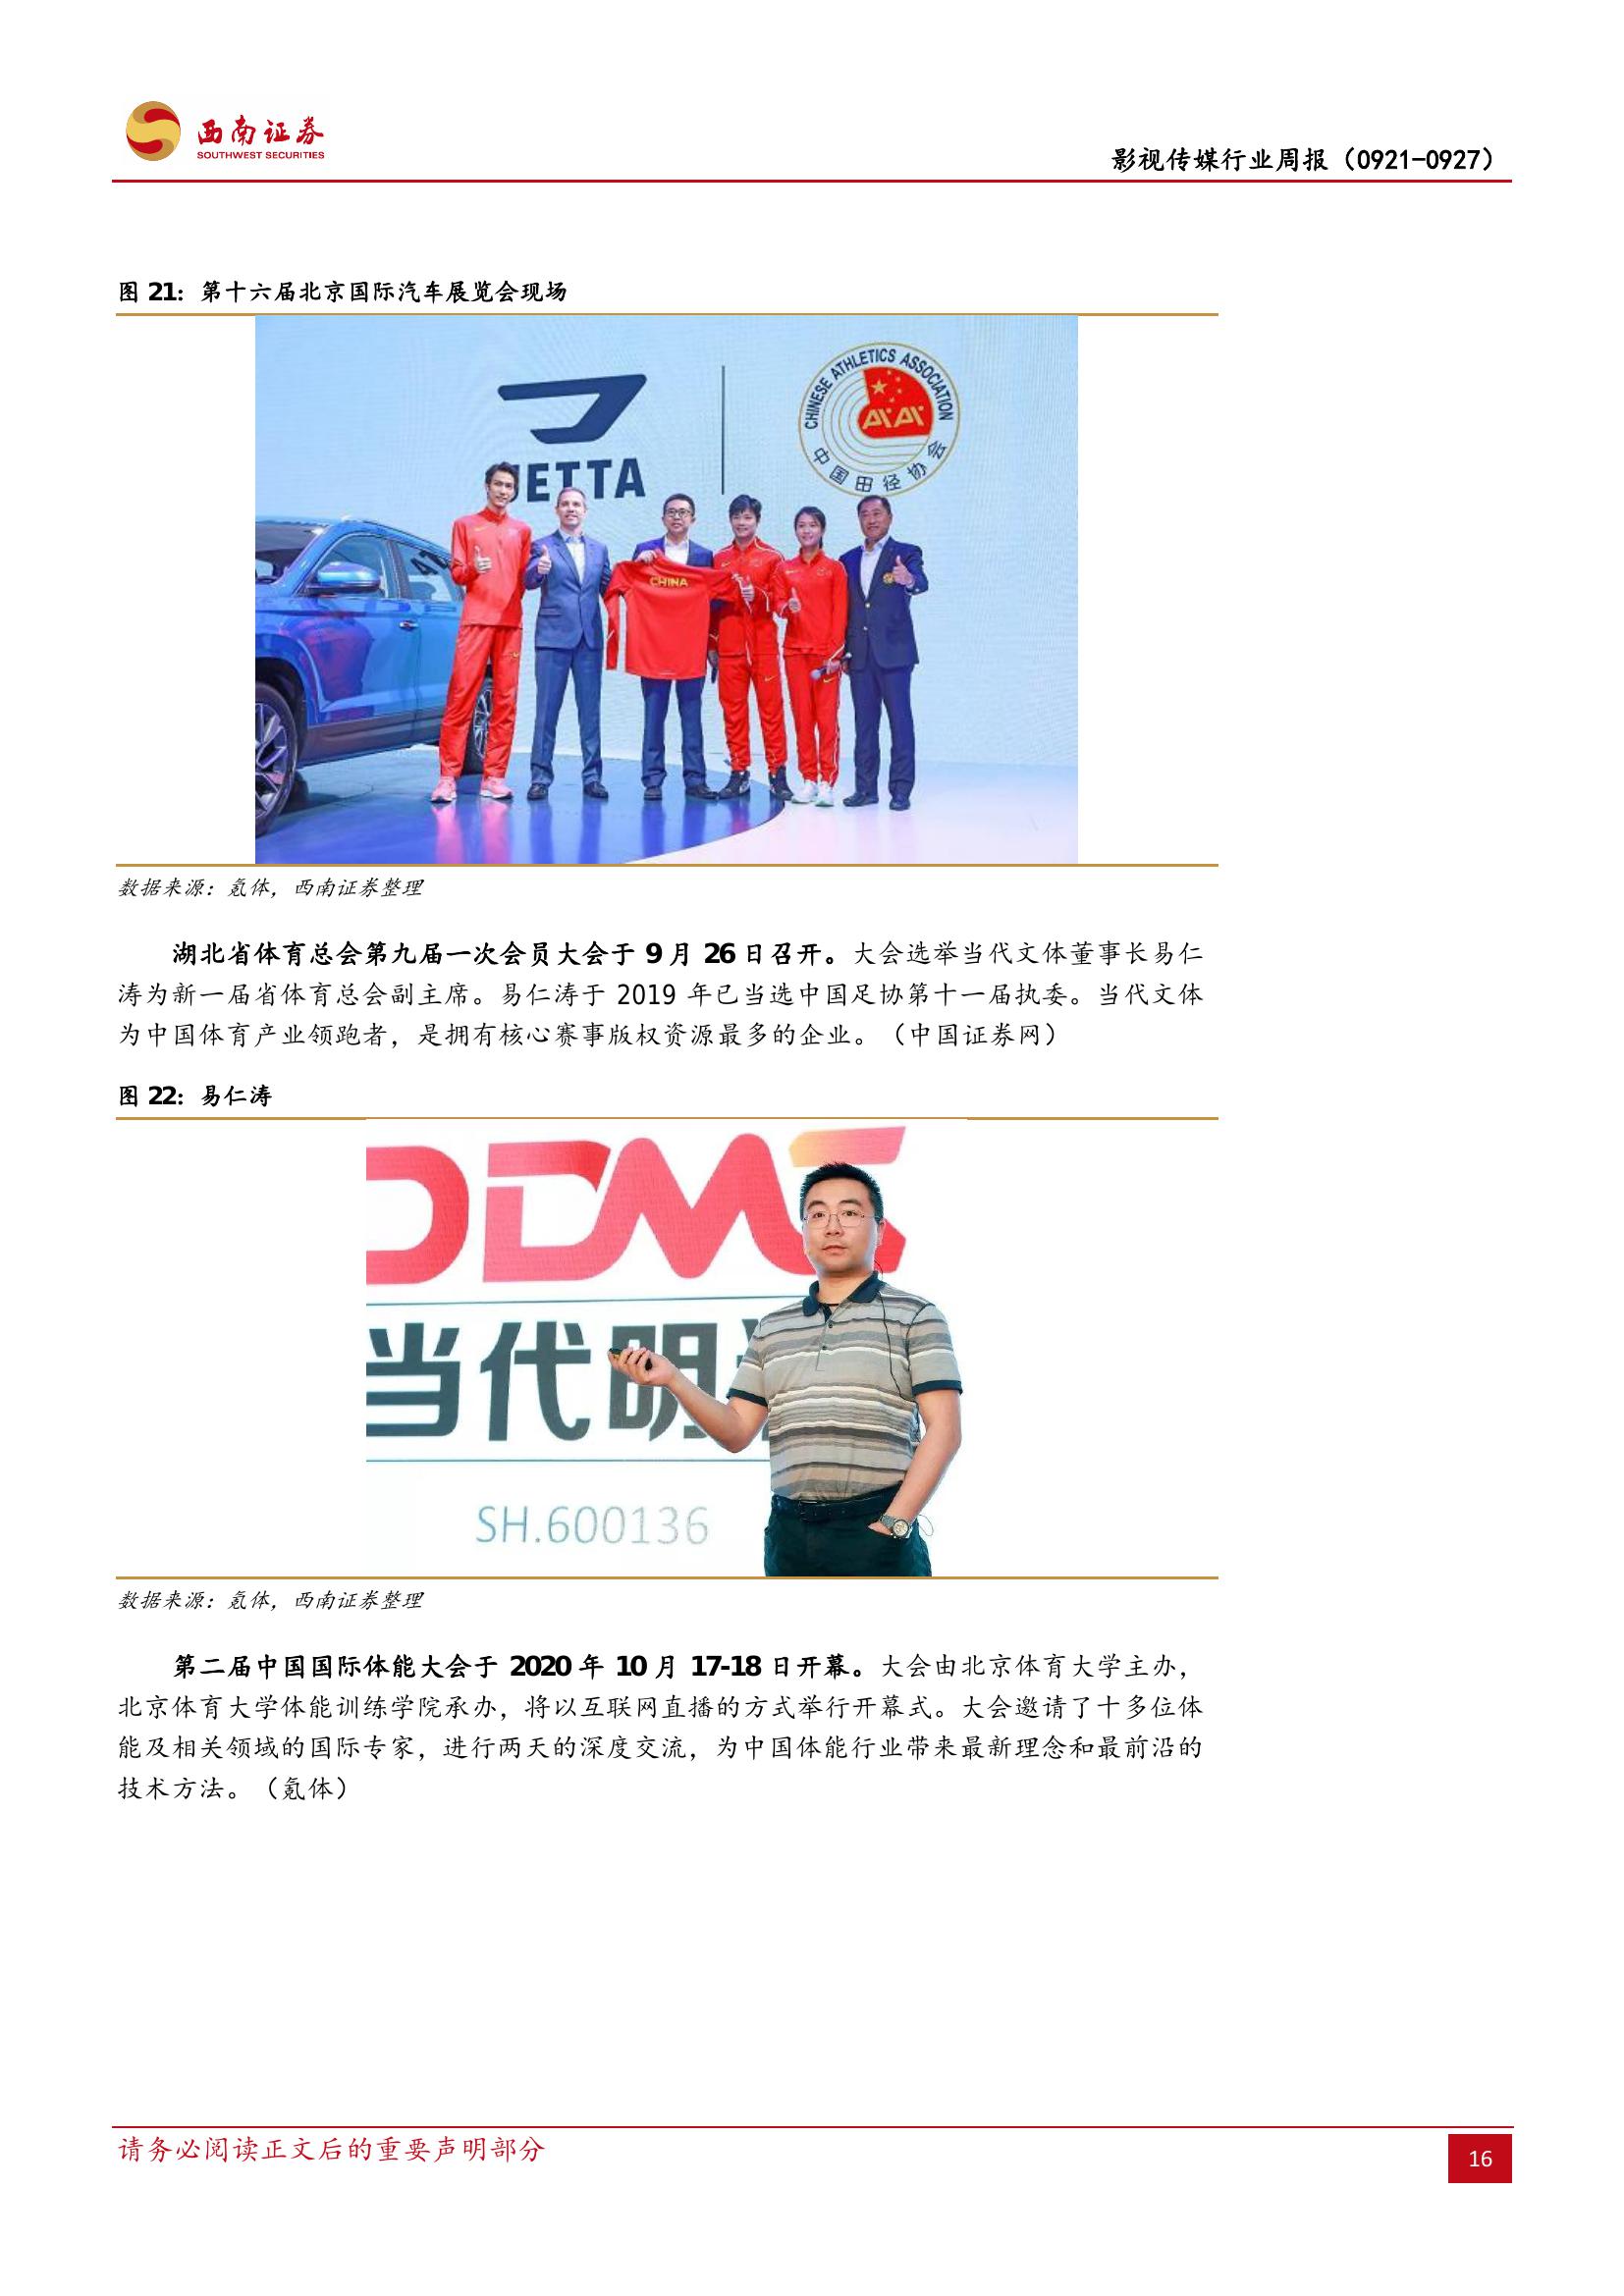 西南证券
SOUTHWEST SECURITIES
影视传媒行业周报（0921-0927）
图 21：第十六届北京国际汽车展览会现场
JETTA
CHINESE ATHLETICS ASSOCIATION
中国田径协会
CHINA
数据来源：氪体，西南证券整理
湖北省体育总会第九届一次会员大会于 9 月 26 日召开。大会选举当代文体董事长易仁
涛为新一届省体育总会副主席。易仁涛于 2019 年已当选中国足协第十一届执委。当代文体
为中国体育产业领跑者，是拥有核心赛事版权资源最多的企业。（中国证券网）
图 22：易仁涛
DDMC
当代明
SH.600136
数据来源：氪体，西南证券整理
第二届中国国际体能大会于 2020 年 10 月 17-18 日开幕。大会由北京体育大学主办，
北京体育大学体能训练学院承办，将以互联网直播的方式举行开幕式。大会邀请了十多位体
能及相关领域的国际专家，进行两天的深度交流，为中国体能行业带来最新理念和最前沿的
技术方法。（氪体）
请务必阅读正文后的重要声明部分
16